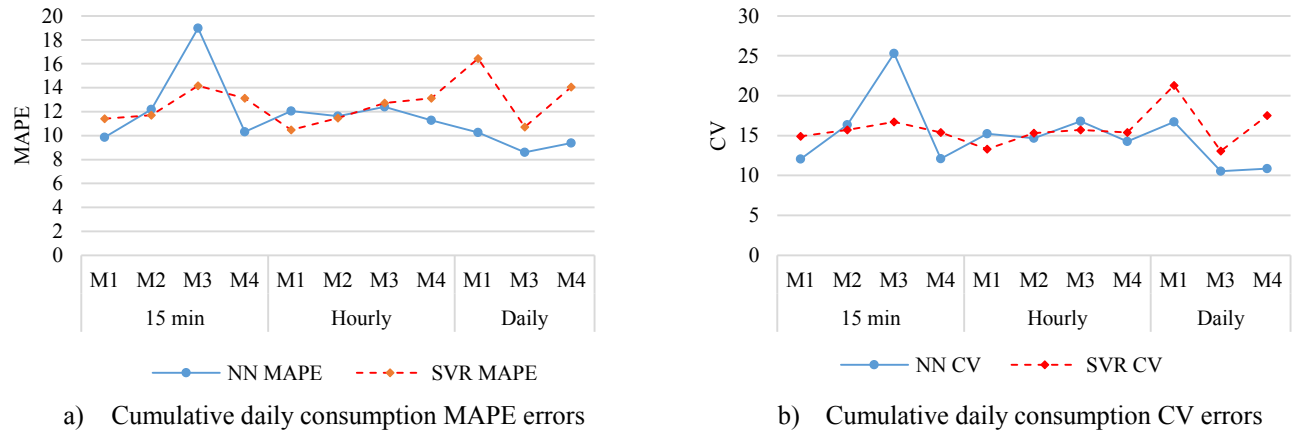 20
18
16
14
12
10
8
6
4
2
0
MAPE
M1 M2 M3 M4 M1 M2 M3 M4 M1 M3 M4
15 min Hourly Daily
NN MAPE SVR MAPE
a) Cumulative daily consumption MAPE errors
30
25
20
15
10
5
0
CV
M1 M2 M3 M4 M1 M2 M3 M4 M1 M3 M4
15 min Hourly Daily
NN CV SVR CV
b) Cumulative daily consumption CV errors